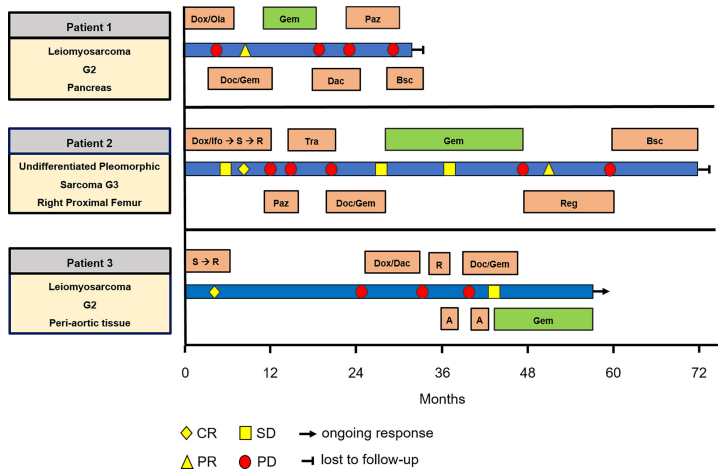 Patient 1
Leiomyosarcoma
G2
Pancreas
Dox/Ola
Gem
Paz
Doc/Gem
Dac
Bsc
Patient 2
Undifferentiated Pleomorphic
Sarcoma G3
Right Proximal Femur
Dox/Ifo → S → R
Tra
Gem
Bsc
Paz
Doc/Gem
Reg
Patient 3
Leiomyosarcoma
G2
Peri-aortic tissue
S → R
Dox/Dac
R
Doc/Gem
A
A
Gem
0
12
24
36
48
60
72
Months
CR
SD
ongoing response
PR
PD
lost to follow-up